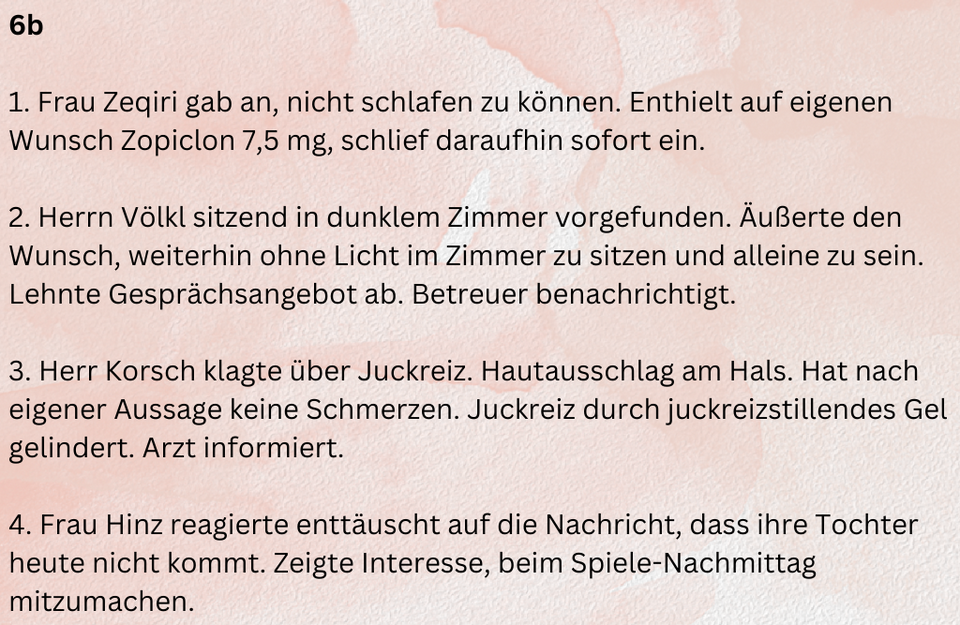 6b
1. Frau Zeqiri gab an, nicht schlafen zu können. Enthielt auf eigenen
Wunsch Zopiclon 7,5 mg, schlief daraufhin sofort ein.
2. Herrn Völkl sitzend in dunklem Zimmer vorgefunden. Äußerte den
Wunsch, weiterhin ohne Licht im Zimmer zu sitzen und alleine zu sein.
Lehnte Gesprächsangebot ab. Betreuer benachrichtigt.
3. Herr Korsch klagte über Juckreiz. Hautausschlag am Hals. Hat nach
eigener Aussage keine Schmerzen. Juckreiz durch juckreizstillendes Gel
gelindert. Arzt informiert.
4. Frau Hinz reagierte enttäuscht auf die Nachricht, dass ihre Tochter
heute nicht kommt. Zeigte Interesse, beim Spiele-Nachmittag
mitzumachen.